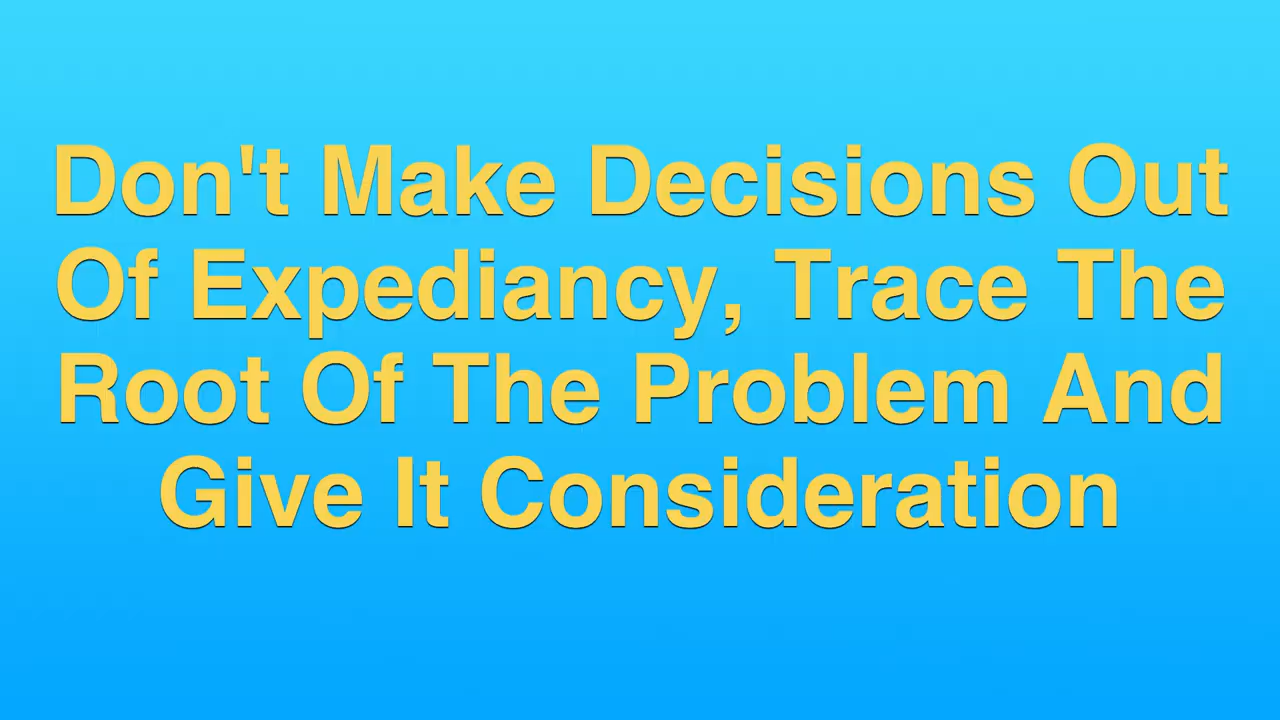 Don't Make Decisions Out
Of Expediancy, Trace The
Root Of The Problem And
Give It Consideration